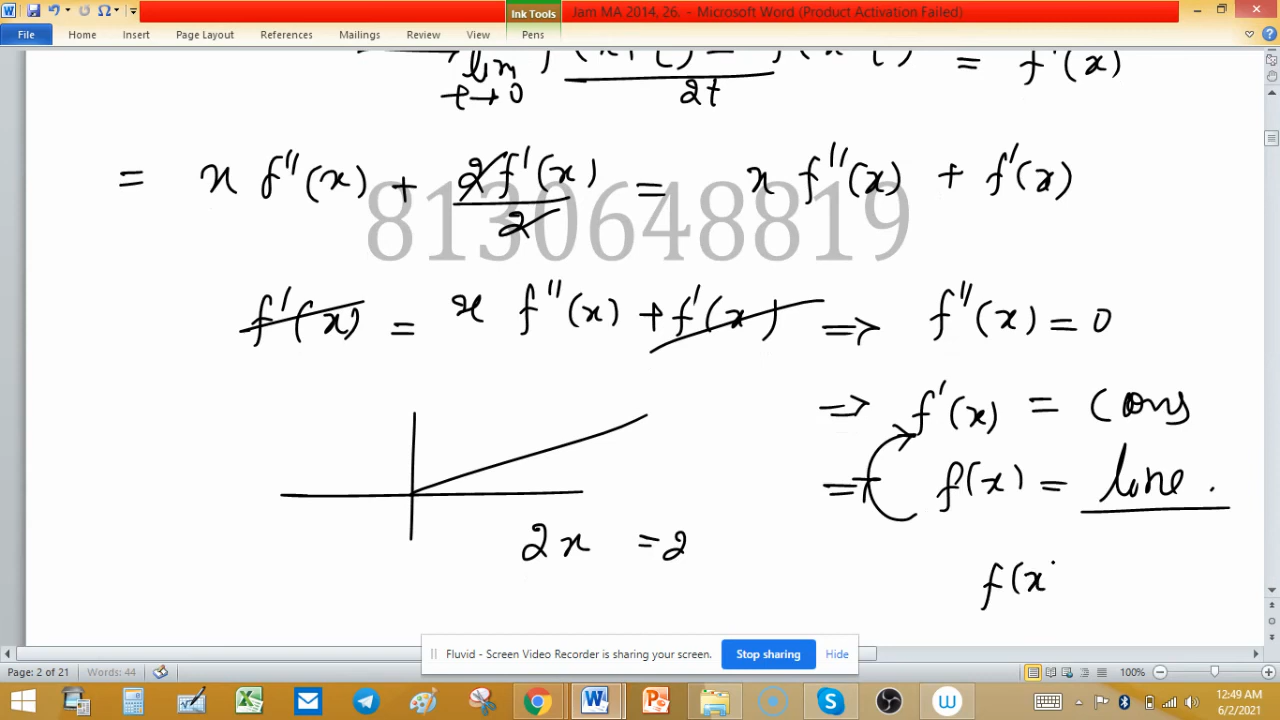 Ink Tools
Jam MA 2014, 26. - Microsoft Word (Product Activation Failed)
File Home Insert Page Layout References Mailings Review View Pens
lim = f'(x)
t→0 2t
= x f''(x) + 2f'(x)/2 = x f''(x) + f'(x)
8130648819
f'(x) = x f''(x) + f'(x) => f''(x) = 0
=> f'(x) = Cons
=> f(x) = line.
2x =2
f(x
Fluvid - Screen Video Recorder is sharing your screen. Stop sharing Hide
Page: 2 of 21 Words: 44 100%
12:49 AM
6/2/2021